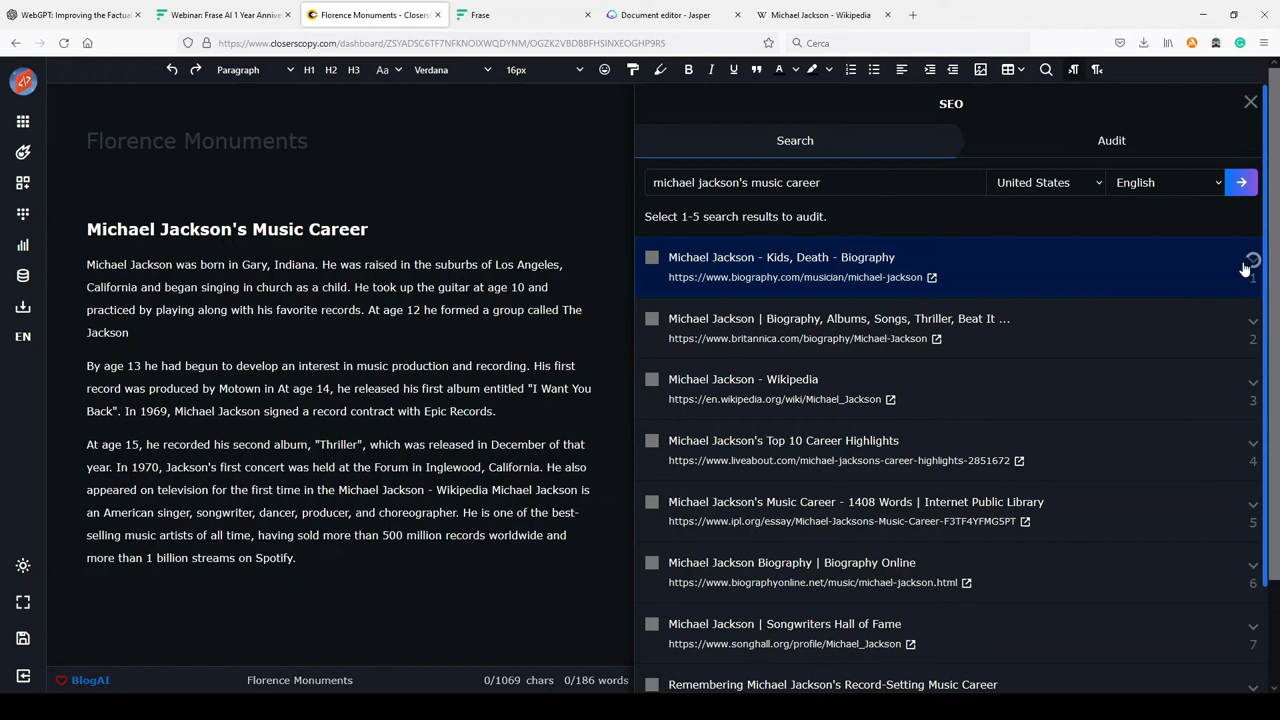 WebGPT: Improving the Factual
Webinar: Frase AI 1 Year Annive
Florence Monuments - ClosersC
Frase
Document editor - Jasper
Michael Jackson - Wikipedia
https://www.closerscopy.com/dashboard/ZSYADSC6TF7NFKNOIXWQDYNM/OGZK2VBDBBFHSINXEOGHP9RS
Cerca
Paragraph
H1
H2
H3
Aa
Verdana
16px
SEO
Search
Audit
michael jackson's music career
United States
English
Select 1-5 search results to audit.
Michael Jackson - Kids, Death - Biography
https://www.biography.com/musician/michael-jackson
1
Michael Jackson | Biography, Albums, Songs, Thriller, Beat It ...
https://www.britannica.com/biography/Michael-Jackson
2
Michael Jackson - Wikipedia
https://en.wikipedia.org/wiki/Michael_Jackson
3
Michael Jackson's Top 10 Career Highlights
https://www.liveabout.com/michael-jacksons-career-highlights-2851672
4
Michael Jackson's Music Career - 1408 Words | Internet Public Library
https://www.ipl.org/essay/Michael-Jacksons-Music-Career-F3TF4YFMG5PT
5
Michael Jackson Biography | Biography Online
https://www.biographyonline.net/music/michael-jackson.html
6
Michael Jackson | Songwriters Hall of Fame
https://www.songhall.org/profile/Michael_Jackson
7
Remembering Michael Jackson's Record-Setting Music Career
Florence Monuments
Michael Jackson's Music Career
Michael Jackson was born in Gary, Indiana. He was raised in the suburbs of Los Angeles,
California and began singing in church as a child. He took up the guitar at age 10 and
practiced by playing along with his favorite records. At age 12 he formed a group called The
Jackson
By age 13 he had begun to develop an interest in music production and recording. His first
record was produced by Motown in At age 14, he released his first album entitled "I Want You
Back". In 1969, Michael Jackson signed a record contract with Epic Records.
At age 15, he recorded his second album, "Thriller", which was released in December of that
year. In 1970, Jackson's first concert was held at the Forum in Inglewood, California. He also
appeared on television for the first time in the Michael Jackson - Wikipedia Michael Jackson is
an American singer, songwriter, dancer, producer, and choreographer. He is one of the best-
selling music artists of all time, having sold more than 500 million records worldwide and
more than 1 billion streams on Spotify.
EN
BlogAI
Florence Monuments
0/1069 chars
0/186 words